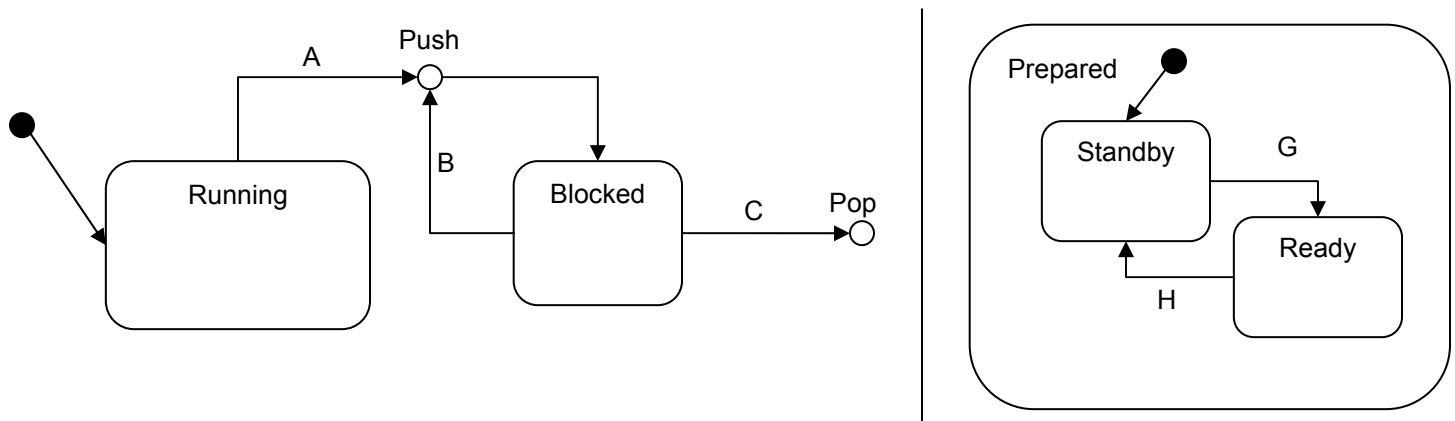 Push
A
Running
B
Blocked
C
Pop
Prepared
Standby
G
Ready
H